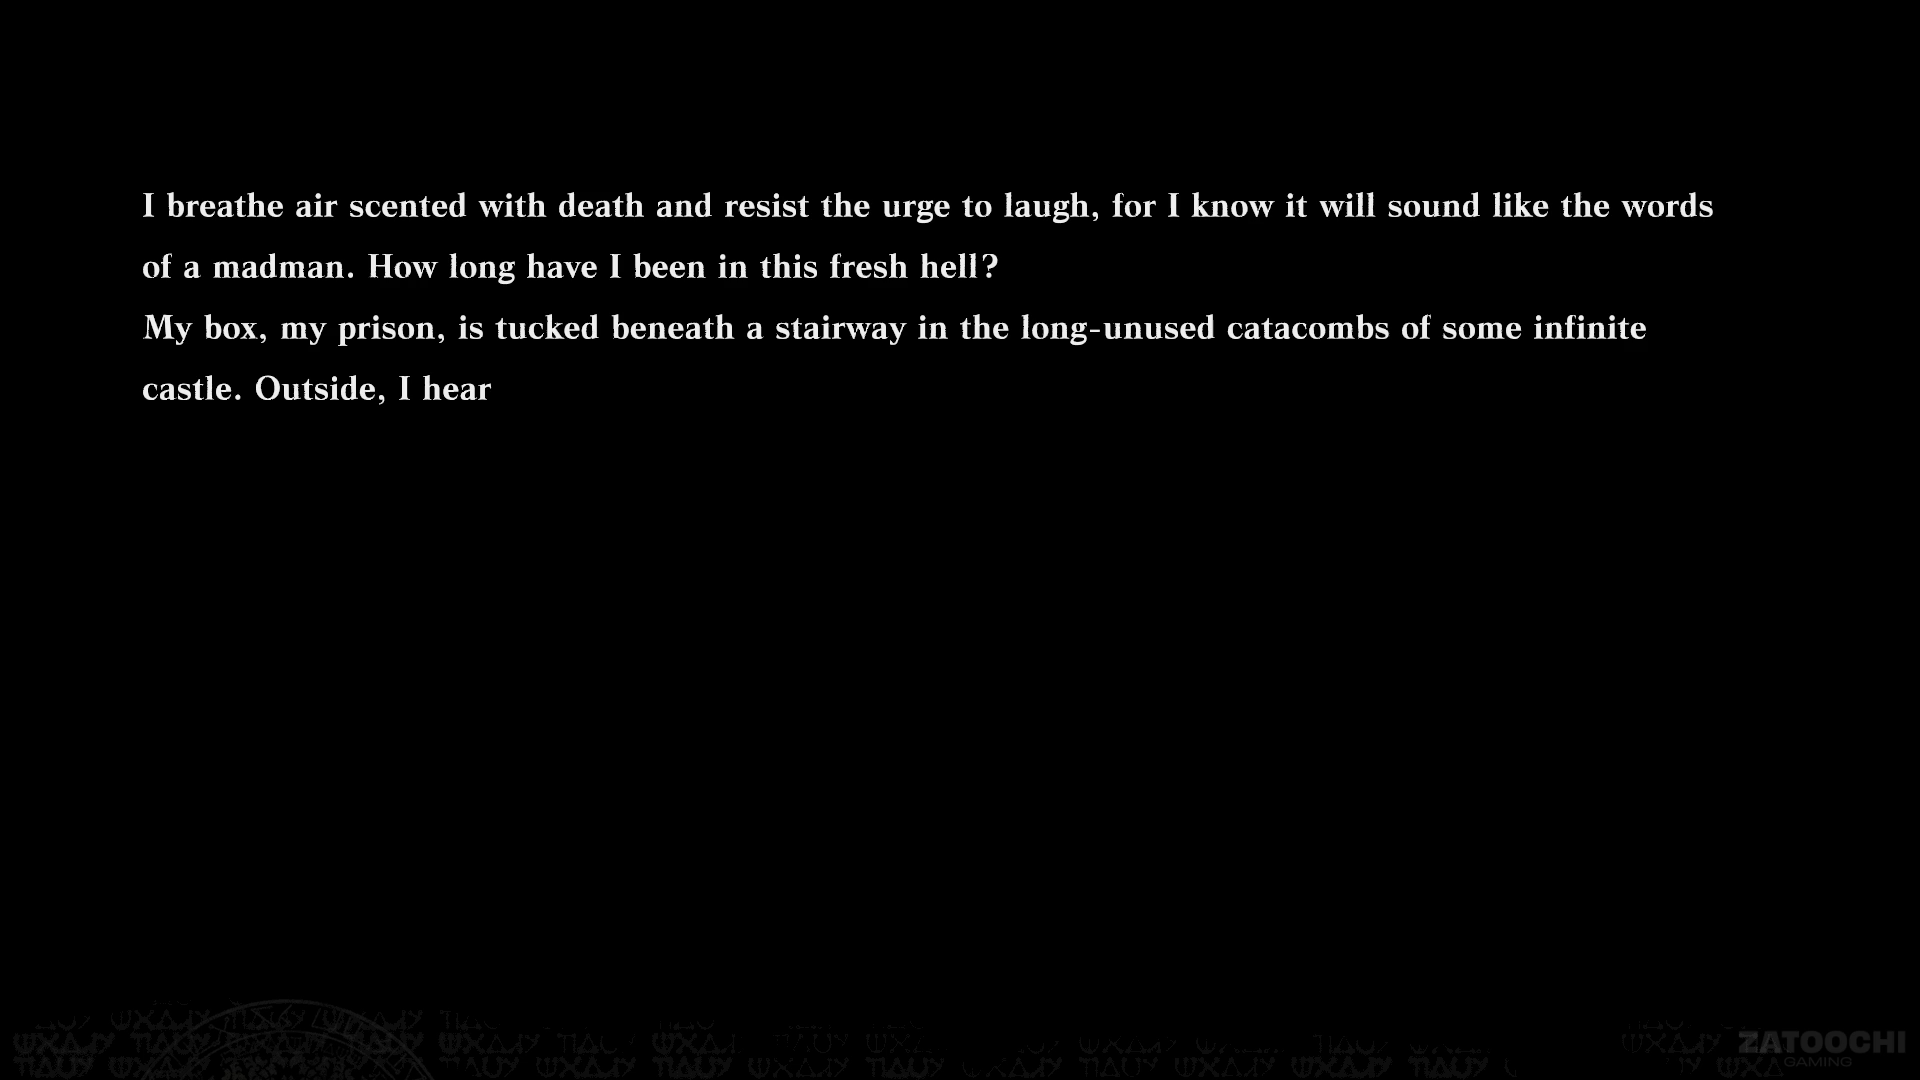 I breathe air scented with death and resist the urge to laugh, for I know it will sound like the words
of a madman. How long have I been in this fresh hell?
My box, my prison, is tucked beneath a stairway in the long-unused catacombs of some infinite
castle. Outside, I hear
ZATOOCHI
GAMING